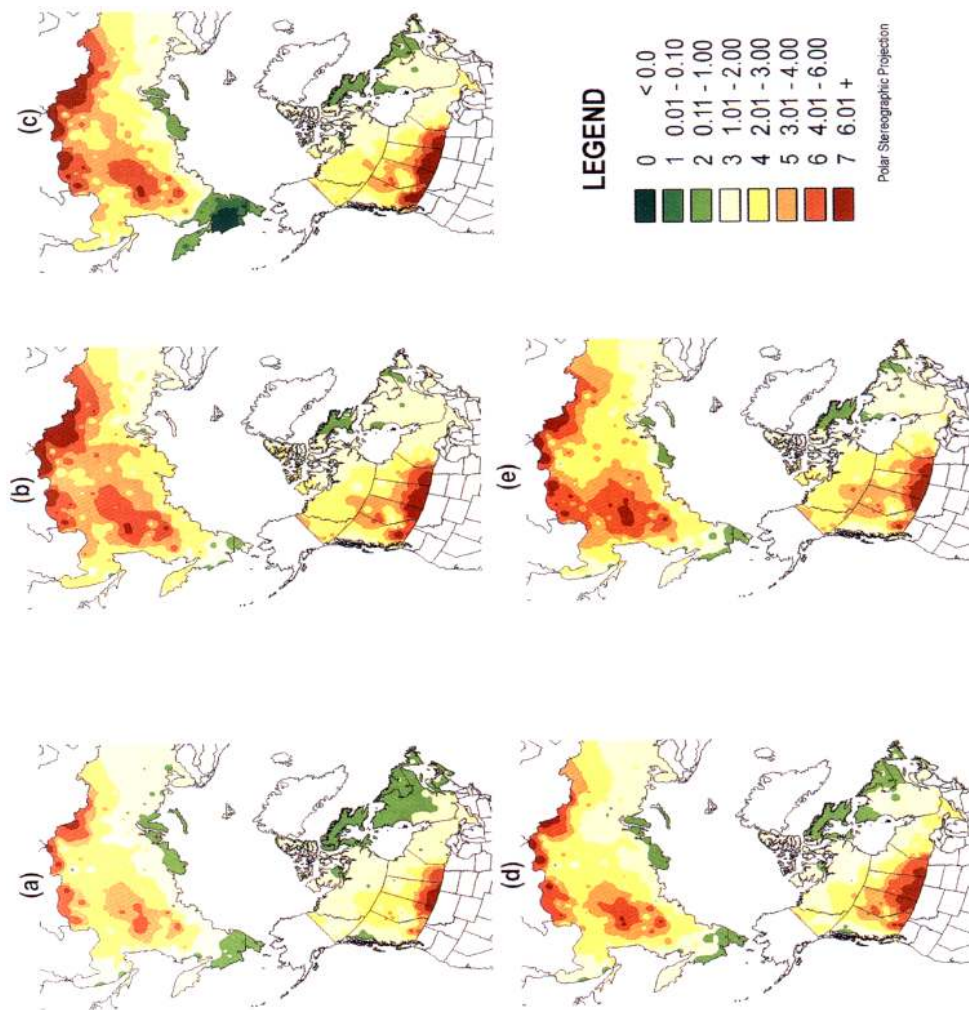 (a)
(b)
(c)
(d)
(e)
LEGEND
0 < 0.0
1 0.01 - 0.10
2 0.11 - 1.00
3 1.01 - 2.00
4 2.01 - 3.00
5 3.01 - 4.00
6 4.01 - 6.00
7 6.01 +
Polar Stereographic Projection